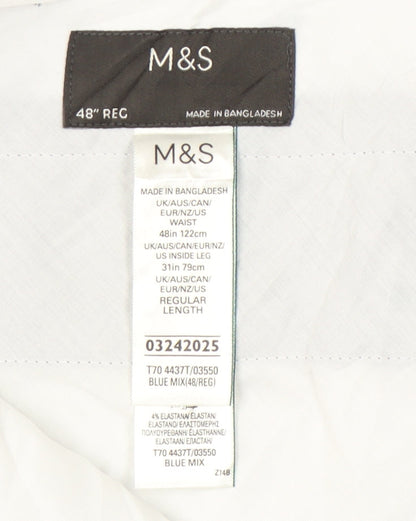 M&S
48" REG MADE IN BANGLADESH
M&S
MADE IN BANGLADESH
UK/AUS/CAN/
EUR/NZ/US
WAIST
48in 122cm
UK/AUS/CAN/EUR/NZ/
US INSIDE LEG
31in 79cm
UK/AUS/CAN/
EUR/NZ/US
REGULAR
LENGTH
03242025
T70 4437T/03550
BLUE MIX(48/REG)
4% ELASTANE/ELASTAN/
ELASTAND/ΕΛΑΣΤΟΜΕΡΗΣ
ΠΟΛΥΟΥΡΕΘΑΝΗ/ELASTHANNE/
ELASTAAN/ЕЛАСТАН
T70 4437T/03550
BLUE MIX
Z14B